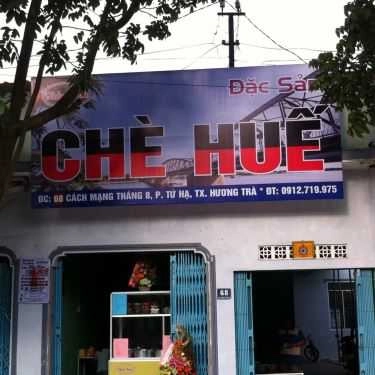 Đặc Sản
CHÈ HUẾ
ĐC: 68 CÁCH MẠNG THÁNG 8, P. TỨ HẠ, TX. HƯƠNG TRÀ * ĐT: 0912.719.975
68